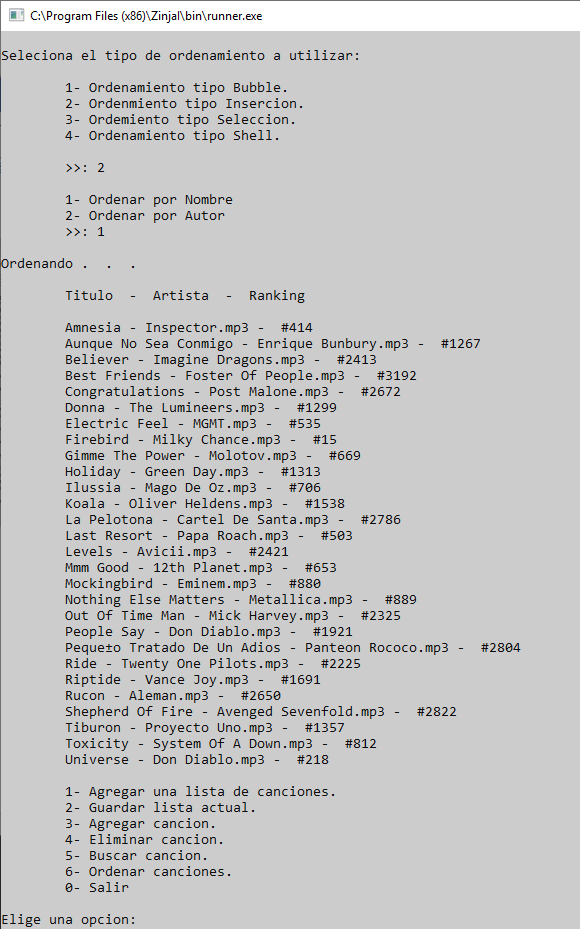 C:\Program Files (x86)\Zinjal\bin\runner.exe
Seleciona el tipo de ordenamiento a utilizar:
1- Ordenamiento tipo Bubble.
2- Ordenmiento tipo Insercion.
3- Ordemiento tipo Seleccion.
4- Ordenamiento tipo Shell.
>>: 2
1- Ordenar por Nombre
2- Ordenar por Autor
>>: 1
Ordenando .  .  .
Titulo  -  Artista  -  Ranking
Amnesia - Inspector.mp3 -  #414
Aunque No Sea Conmigo - Enrique Bunbury.mp3 -  #1267
Believer - Imagine Dragons.mp3 -  #2413
Best Friends - Foster Of People.mp3 -  #3192
Congratulations - Post Malone.mp3 -  #2672
Donna - The Lumineers.mp3 -  #1299
Electric Feel - MGMT.mp3 -  #535
Firebird - Milky Chance.mp3 -  #15
Gimme The Power - Molotov.mp3 -  #669
Holiday - Green Day.mp3 -  #1313
Ilussia - Mago De Oz.mp3 -  #706
Koala - Oliver Heldens.mp3 -  #1538
La Pelotona - Cartel De Santa.mp3 -  #2786
Last Resort - Papa Roach.mp3 -  #503
Levels - Avicii.mp3 -  #2421
Mmm Good - 12th Planet.mp3 -  #653
Mockingbird - Eminem.mp3 -  #880
Nothing Else Matters - Metallica.mp3 -  #889
Out Of Time Man - Mick Harvey.mp3 -  #2325
People Say - Don Diablo.mp3 -  #1921
Peque±o Tratado De Un Adios - Panteon Rococo.mp3 -  #2804
Ride - Twenty One Pilots.mp3 -  #2225
Riptide - Vance Joy.mp3 -  #1691
Rucon - Aleman.mp3 -  #2650
Shepherd Of Fire - Avenged Sevenfold.mp3 -  #2822
Tiburon - Proyecto Uno.mp3 -  #1357
Toxicity - System Of A Down.mp3 -  #812
Universe - Don Diablo.mp3 -  #218
1- Agregar una lista de canciones.
2- Guardar lista actual.
3- Agregar cancion.
4- Eliminar cancion.
5- Buscar cancion.
6- Ordenar canciones.
0- Salir
Elige una opcion: